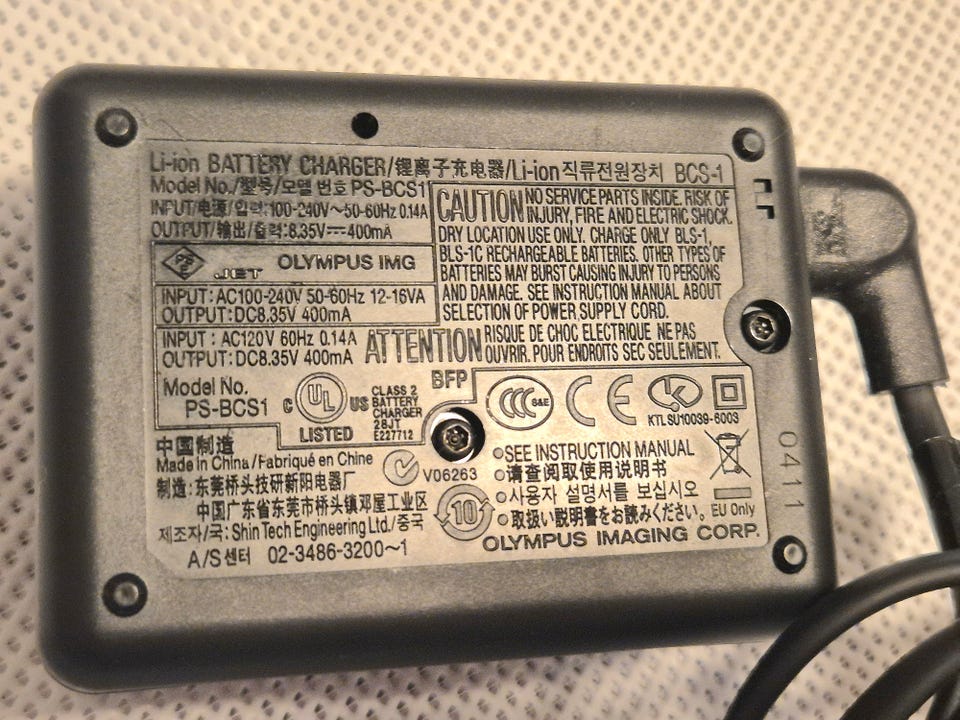 Li-ion BATTERY CHARGER/锂离子充电器/Li-ion 직류전원장치 BCS-1
Model No./型号/모델 번호 PS-BCS1
INPUT/电源/입력:100-240V~50-60Hz 0.14A
OUTPUT/输出/출력:8.35V⎓400mA
PS E JET OLYMPUS IMG
INPUT:AC100-240V 50-60Hz 12-16VA
OUTPUT:DC8.35V 400mA
INPUT : AC120V 60Hz 0.14A
OUTPUT:DC8.35V 400mA
CAUTION NO SERVICE PARTS INSIDE. RISK OF
INJURY, FIRE AND ELECTRIC SHOCK.
DRY LOCATION USE ONLY. CHARGE ONLY BLS-1,
BLS-1C RECHARGEABLE BATTERIES. OTHER TYPES OF
BATTERIES MAY BURST CAUSING INJURY TO PERSONS
AND DAMAGE. SEE INSTRUCTION MANUAL ABOUT
SELECTION OF POWER SUPPLY CORD.
ATTENTION RISQUE DE CHOC ELECTRIQUE NE PAS
OUVRIR. POUR ENDROITS SEC SEULEMENT.
Model No.
PS-BCS1
C UL US
LISTED
CLASS 2
BATTERY
CHARGER
28JT
E227712
BFP
CCC S&E
CE
KTL SU10039-6003
中国制造
Made in China/Fabriqué en Chine
制造:东莞桥头技研新阳电器厂
中国广东省东莞市桥头镇邓屋工业区
제조자/국: Shin Tech Engineering Ltd./중국
A/S센터 02-3486-3200~1
V06263
10
•SEE INSTRUCTION MANUAL
•请查阅取使用说明书
•사용자 설명서를 보십시오
•取扱い説明書をお読みください。
EU Only
OLYMPUS IMAGING CORP.
0411